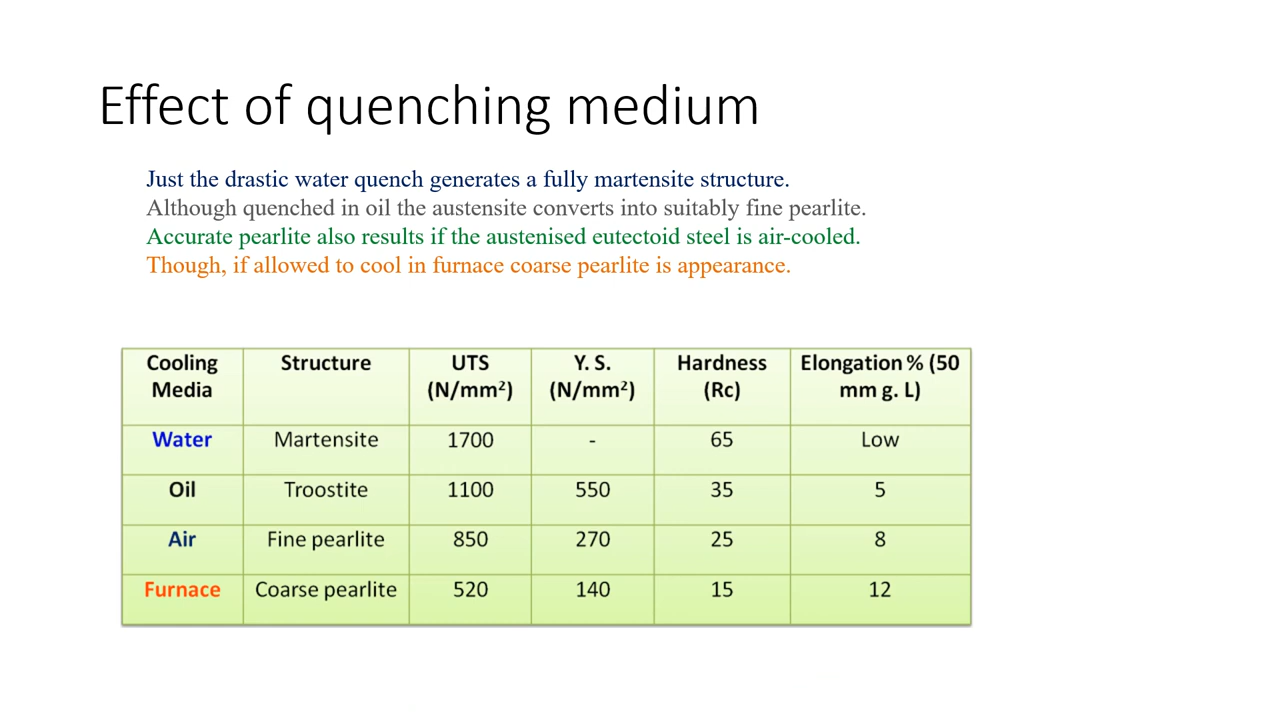 Effect of quenching medium
Just the drastic water quench generates a fully martensite structure.
Although quenched in oil the austensite converts into suitably fine pearlite.
Accurate pearlite also results if the austenised eutectoid steel is air-cooled.
Though, if allowed to cool in furnace coarse pearlite is appearance.
Cooling Media Structure UTS (N/mm²) Y. S. (N/mm²) Hardness (Rc) Elongation % (50 mm g. L)
Water Martensite 1700 - 65 Low
Oil Troostite 1100 550 35 5
Air Fine pearlite 850 270 25 8
Furnace Coarse pearlite 520 140 15 12